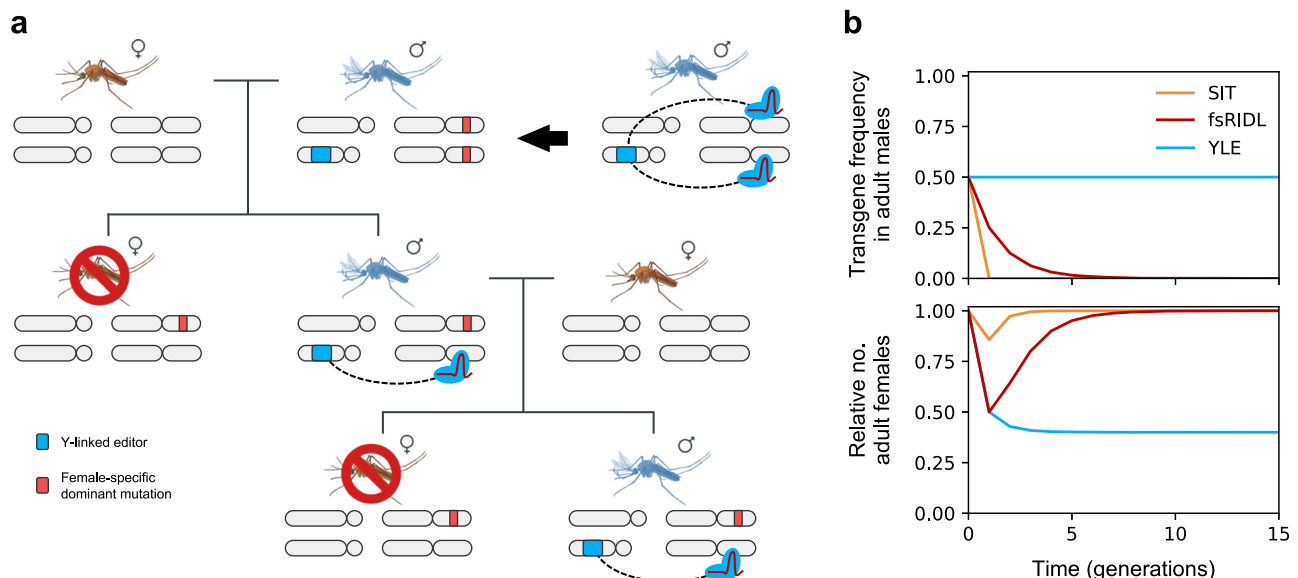 a
♀
♂
♂
♀
♂
♀
Y-linked editor
Female-specific
dominant mutation
♀
♂
b
Transgene frequency
in adult males
1.00
0.75
0.50
0.25
0.00
SIT
fsRIDL
YLE
Relative no.
adult females
1.00
0.75
0.50
0.25
0.00
0
5
10
15
Time (generations)